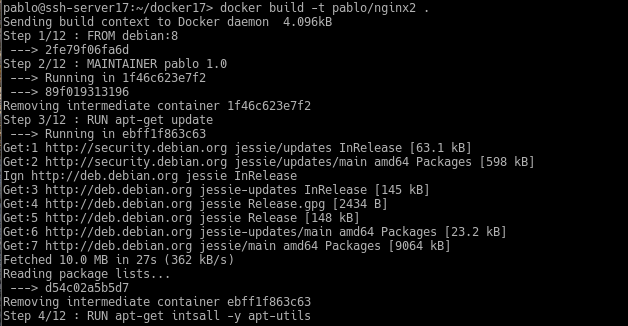 pablo@ssh-server17:~/docker17> docker build -t pablo/nginx2 .
Sending build context to Docker daemon  4.096kB
Step 1/12 : FROM debian:8
 ---> 2fe79f06fa6d
Step 2/12 : MAINTAINER pablo 1.0
 ---> Running in 1f46c623e7f2
 ---> 89f019313196
Removing intermediate container 1f46c623e7f2
Step 3/12 : RUN apt-get update
 ---> Running in ebff1f863c63
Get:1 http://security.debian.org jessie/updates InRelease [63.1 kB]
Get:2 http://security.debian.org jessie/updates/main amd64 Packages [598 kB]
Ign http://deb.debian.org jessie InRelease
Get:3 http://deb.debian.org jessie-updates InRelease [145 kB]
Get:4 http://deb.debian.org jessie Release.gpg [2434 B]
Get:5 http://deb.debian.org jessie Release [148 kB]
Get:6 http://deb.debian.org jessie-updates/main amd64 Packages [23.2 kB]
Get:7 http://deb.debian.org jessie/main amd64 Packages [9064 kB]
Fetched 10.0 MB in 27s (362 kB/s)
Reading package lists...
 ---> d54c02a5b5d7
Removing intermediate container ebff1f863c63
Step 4/12 : RUN apt-get intsall -y apt-utils